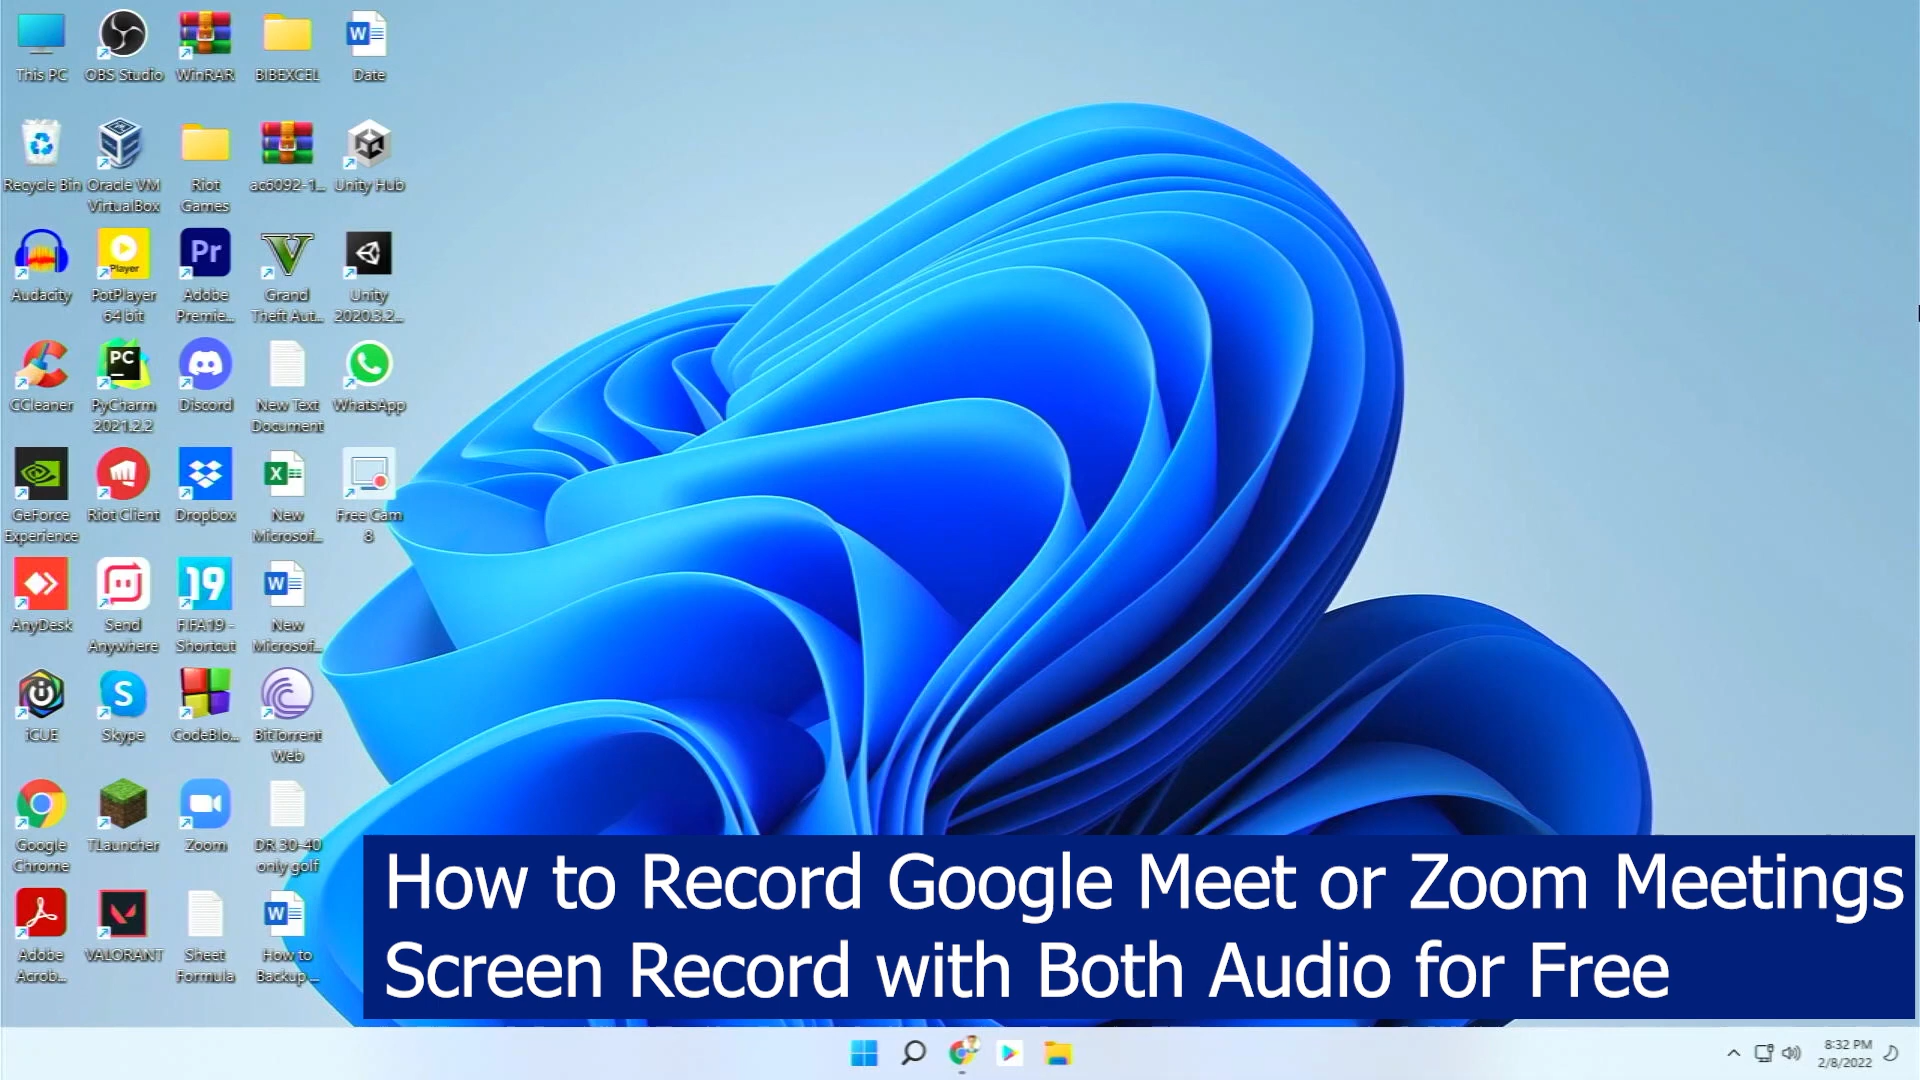 This PC
OBS Studio
WinRAR
BIBEXCEL
Date
Recycle Bin
Oracle VM
VirtualBox
Riot
Games
ac6092-1...
Unity Hub
Audacity
Player
PotPlayer
64 bit
Pr
Adobe
Premie...
Grand
Theft Aut...
Unity
2020.3.2...
CCleaner
PC
PyCharm
2021.2.2
Discord
New Text
Document
WhatsApp
GeForce
Experience
Riot Client
Dropbox
New
Microsof...
Free Cam
8
AnyDesk
Send
Anywhere
19
FIFA19 -
Shortcut
New
Microsof...
iCUE
Skype
CodeBlo...
BitTorrent
Web
Google
Chrome
TLauncher
Zoom
DR 30-40
only golf
Adobe
Acrob...
VALORANT
Sheet
Formula
How to
Backup ...
How to Record Google Meet or Zoom Meetings
Screen Record with Both Audio for Free
8:32 PM
2/8/2022